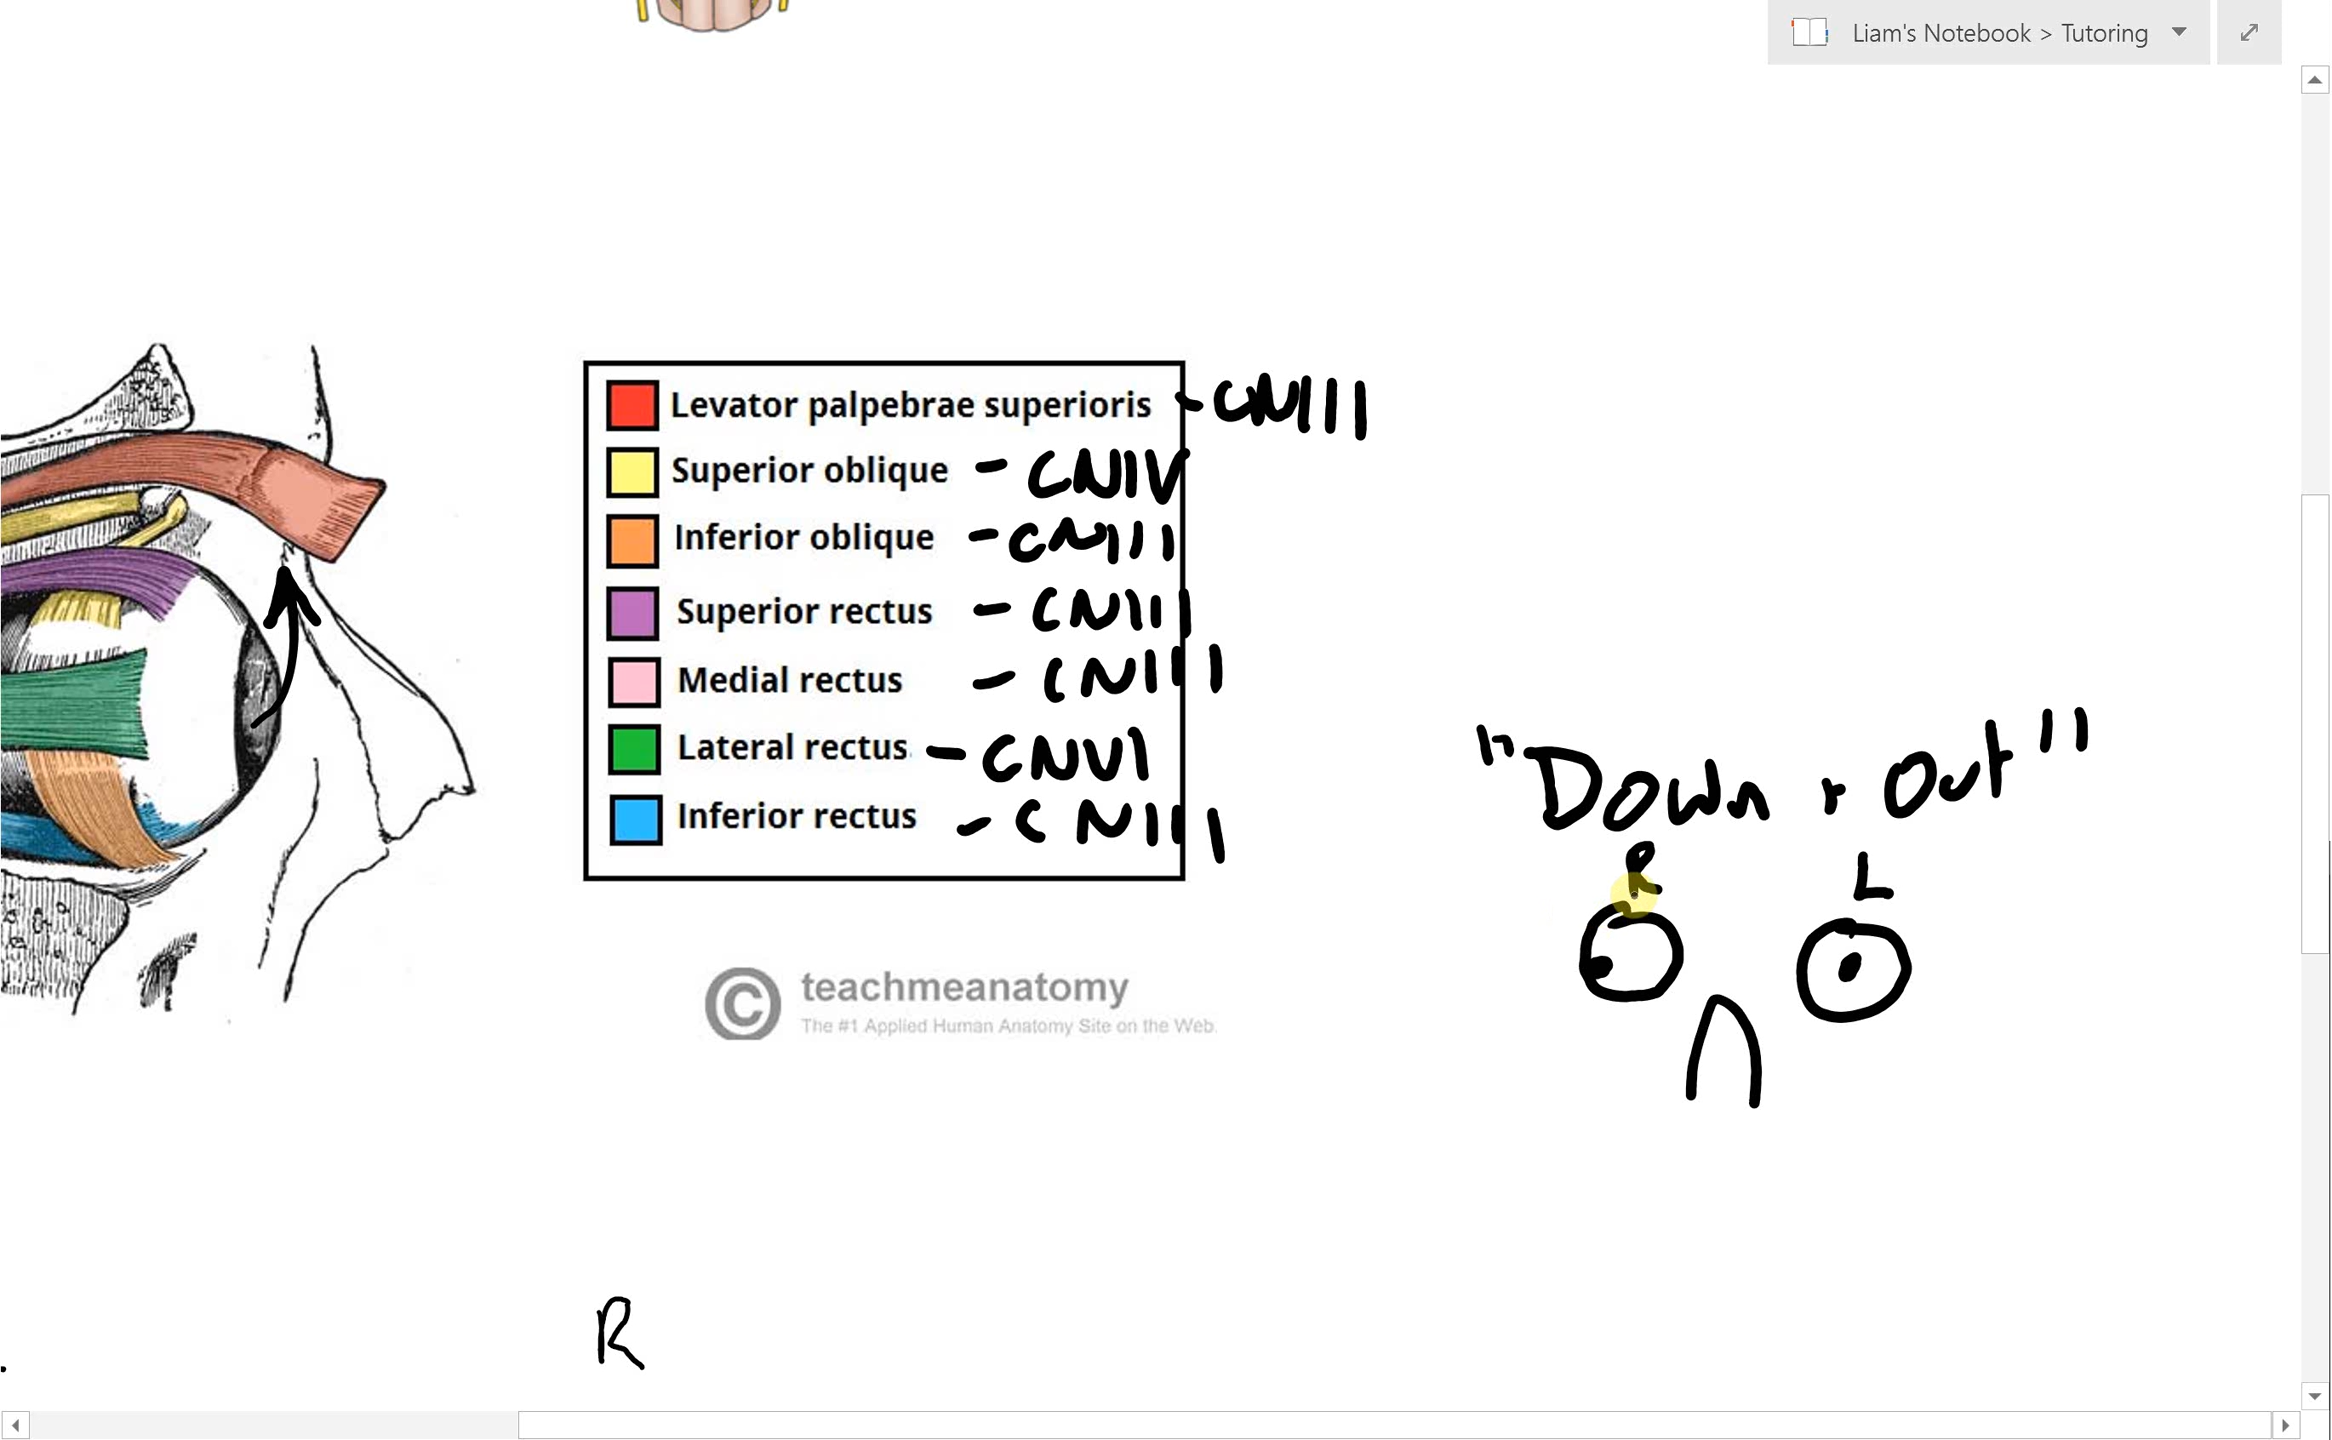 Liam's Notebook > Tutoring
Levator palpebrae superioris - CNIII
Superior oblique - CNIV
Inferior oblique - CNIII
Superior rectus - CNIII
Medial rectus - CNIII
Lateral rectus - CNVI
Inferior rectus - CNIII
"Down + Out"
R L
© teachmeanatomy
The #1 Applied Human Anatomy Site on the Web.
R